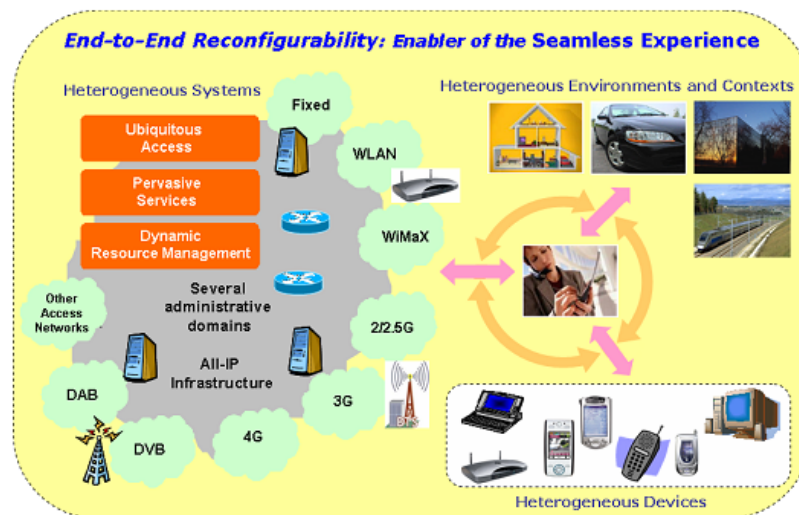 End-to-End Reconfigurability: Enabler of the Seamless Experience
Heterogeneous Systems
Heterogeneous Environments and Contexts
Fixed
Ubiquitous
Access
WLAN
Pervasive
Services
WiMaX
Dynamic
Resource Management
Several
administrative
domains
Other
Access
Networks
2/2.5G
All-IP
Infrastructure
DAB
3G
BTS
4G
DVB
Heterogeneous Devices